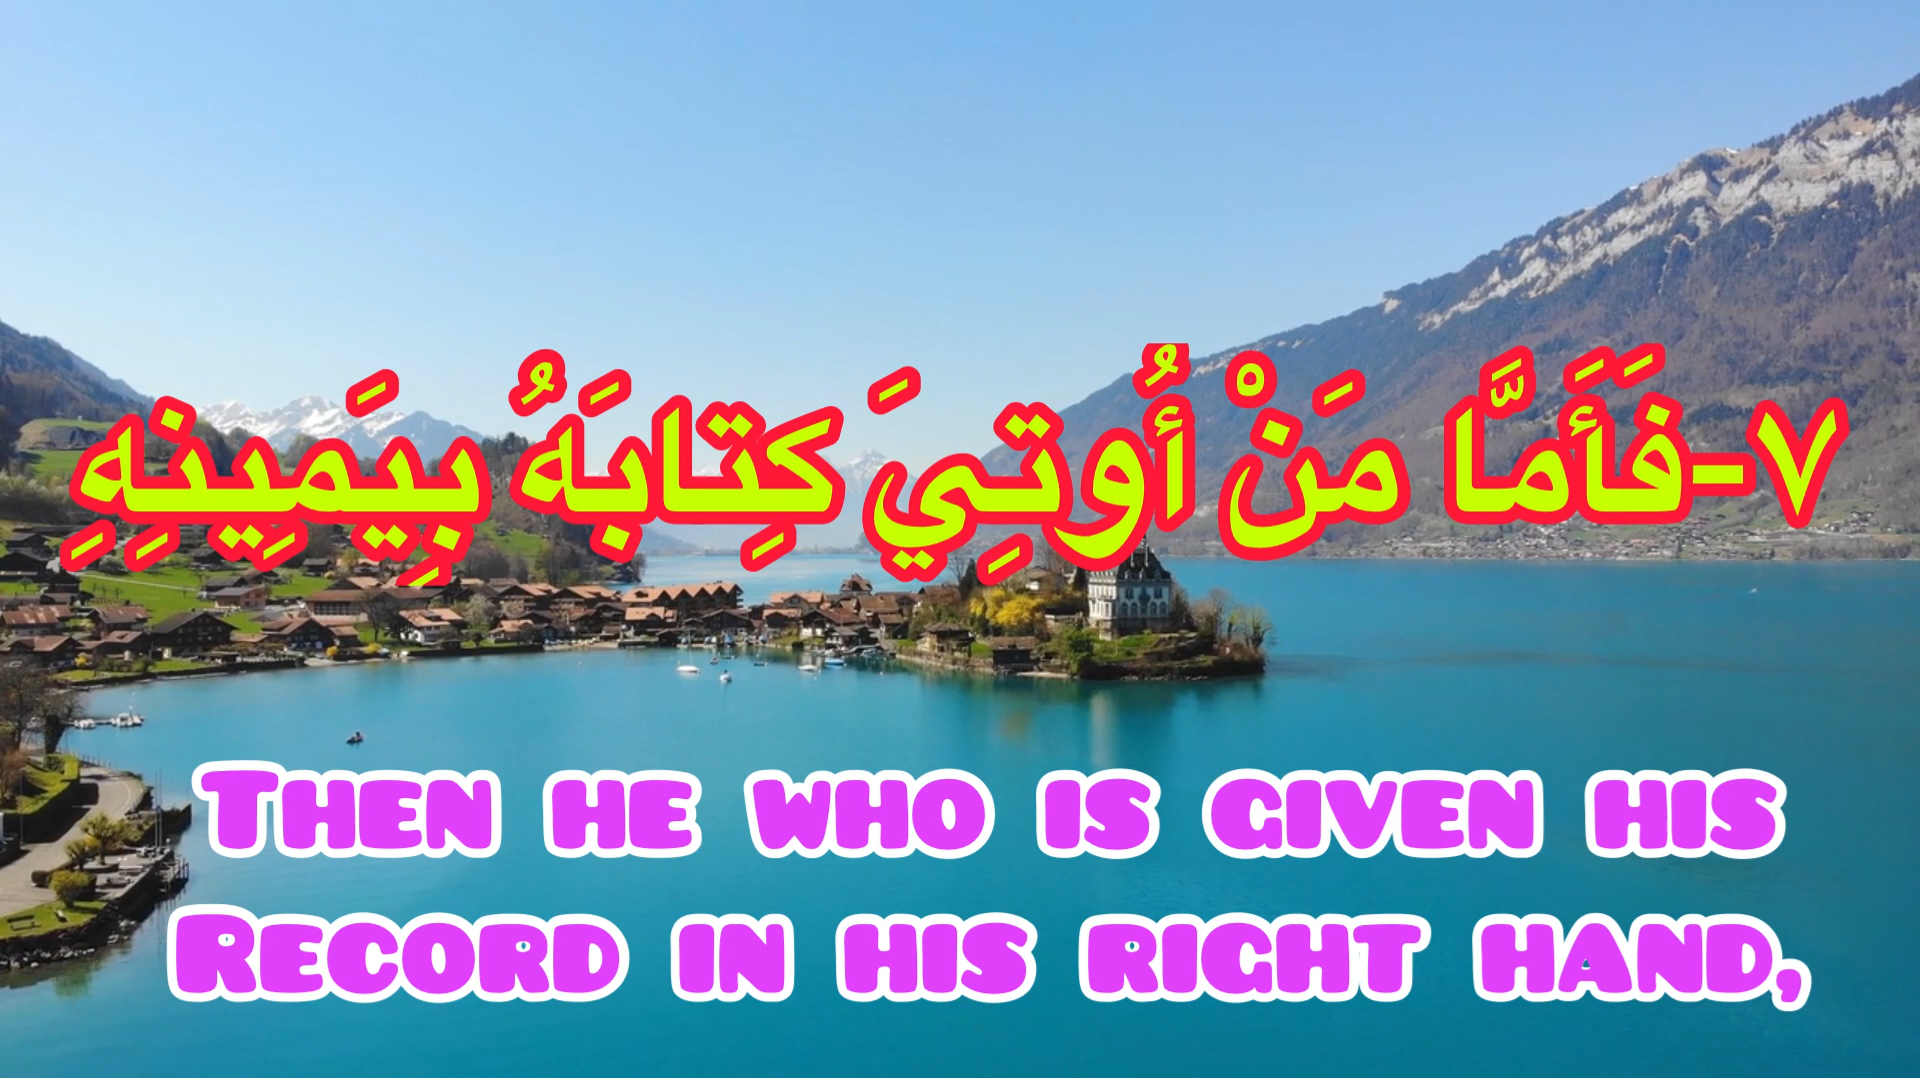 ٧-فَأَمَّا مَنْ أُوتِيَ كِتابَهُ بِيَمِينِهِ
Then he who is given his
Record in his right hand,